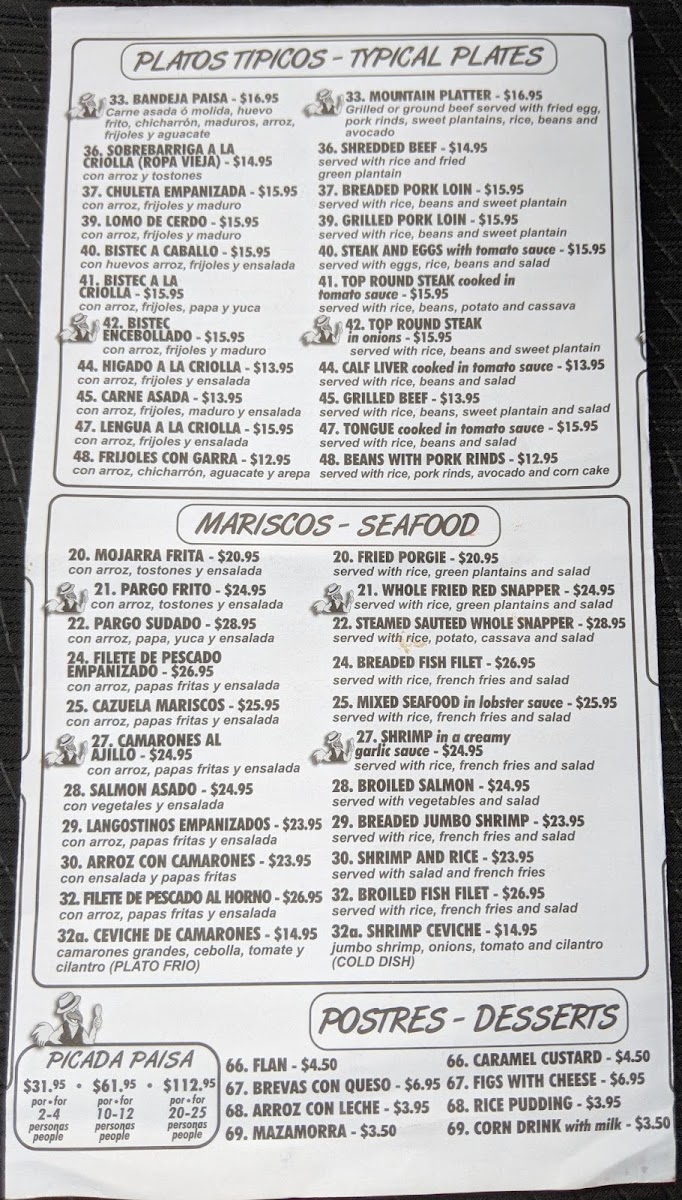 PLATOS TIPICOS - TYPICAL PLATES
33. BANDEJA PAISA - $16.95
Carne asada ó molida, huevo
frito, chicharrón, maduros, arroz,
frijoles y aguacate
36. SOBREBARRIGA A LA
CRIOLLA (ROPA VIEJA) - $14.95
con arroz y tostones
37. CHULETA EMPANIZADA - $15.95
con arroz, frijoles y maduro
39. LOMO DE CERDO - $15.95
con arroz, frijoles y maduro
40. BISTEC A CABALLO - $15.95
con huevos arroz, frijoles y ensalada
41. BISTEC A LA
CRIOLLA - $15.95
con arroz, frijoles, papa y yuca
42. BISTEC
ENCEBOLLADO - $15.95
con arroz, frijoles y maduro
44. HIGADO A LA CRIOLLA - $13.95
con arroz, frijoles y ensalada
45. CARNE ASADA - $13.95
con arroz, frijoles, maduro y ensalada
47. LENGUA A LA CRIOLLA - $15.95
con arroz, frijoles y ensalada
48. FRIJOLES CON GARRA - $12.95
con arroz, chicharrón, aguacate y arepa
33. MOUNTAIN PLATTER - $16.95
Grilled or ground beef served with fried egg,
pork rinds, sweet plantains, rice, beans and
avocado
36. SHREDDED BEEF - $14.95
served with rice and fried
green plantain
37. BREADED PORK LOIN - $15.95
served with rice, beans and sweet plantain
39. GRILLED PORK LOIN - $15.95
served with rice, beans and sweet plantain
40. STEAK AND EGGS with tomato sauce - $15.95
served with eggs, rice, beans and salad
41. TOP ROUND STEAK cooked in
tomato sauce - $15.95
served with rice, beans, potato and cassava
42. TOP ROUND STEAK
in onions - $15.95
served with rice, beans and sweet plantain
44. CALF LIVER cooked in tomato sauce - $13.95
served with rice, beans and salad
45. GRILLED BEEF - $13.95
served with rice, beans, sweet plantain and salad
47. TONGUE cooked in tomato sauce - $15.95
served with rice, beans and salad
48. BEANS WITH PORK RINDS - $12.95
served with rice, pork rinds, avocado and corn cake
MARISCOS - SEAFOOD
20. MOJARRA FRITA - $20.95
con arroz, tostones y ensalada
21. PARGO FRITO - $24.95
con arroz, tostones y ensalada
22. PARGO SUDADO - $28.95
con arroz, papa, yuca y ensalada
24. FILETE DE PESCADO
EMPANIZADO - $26.95
con arroz, papas fritas y ensalada
25. CAZUELA MARISCOS - $25.95
con arroz, papas fritas y ensalada
27. CAMARONES AL
AJILLO - $24.95
con arroz, papas fritas y ensalada
28. SALMON ASADO - $24.95
con vegetales y ensalada
29. LANGOSTINOS EMPANIZADOS - $23.95
con arroz, papas fritas y ensalada
30. ARROZ CON CAMARONES - $23.95
con ensalada y papas fritas
32. FILETE DE PESCADO AL HORNO - $26.95
con arroz, papas fritas y ensalada
32a. CEVICHE DE CAMARONES - $14.95
camarones grandes, cebolla, tomate y
cilantro (PLATO FRIO)
20. FRIED PORGIE - $20.95
served with rice, green plantains and salad
21. WHOLE FRIED RED SNAPPER - $24.95
served with rice, green plantains and salad
22. STEAMED SAUTEED WHOLE SNAPPER - $28.95
served with rice, potato, cassava and salad
24. BREADED FISH FILET - $26.95
served with rice, french fries and salad
25. MIXED SEAFOOD in lobster sauce - $25.95
served with rice, french fries and salad
27. SHRIMP in a creamy
garlic sauce - $24.95
served with rice, french fries and salad
28. BROILED SALMON - $24.95
served with vegetables and salad
29. BREADED JUMBO SHRIMP - $23.95
served with rice, french fries and salad
30. SHRIMP AND RICE - $23.95
served with salad and french fries
32. BROILED FISH FILET - $26.95
served with rice, french fries and salad
32a. SHRIMP CEVICHE - $14.95
jumbo shrimp, onions, tomato and cilantro
(COLD DISH)
PICADA PAISA
$31.95 • $61.95 • $112.95
por • for por • for por • for
2-4 10-12 20-25
personas personas personas
people people people
POSTRES - DESSERTS
66. FLAN - $4.50
67. BREVAS CON QUESO - $6.95
68. ARROZ CON LECHE - $3.95
69. MAZAMORRA - $3.50
66. CARAMEL CUSTARD - $4.50
67. FIGS WITH CHEESE - $6.95
68. RICE PUDDING - $3.95
69. CORN DRINK with milk - $3.50